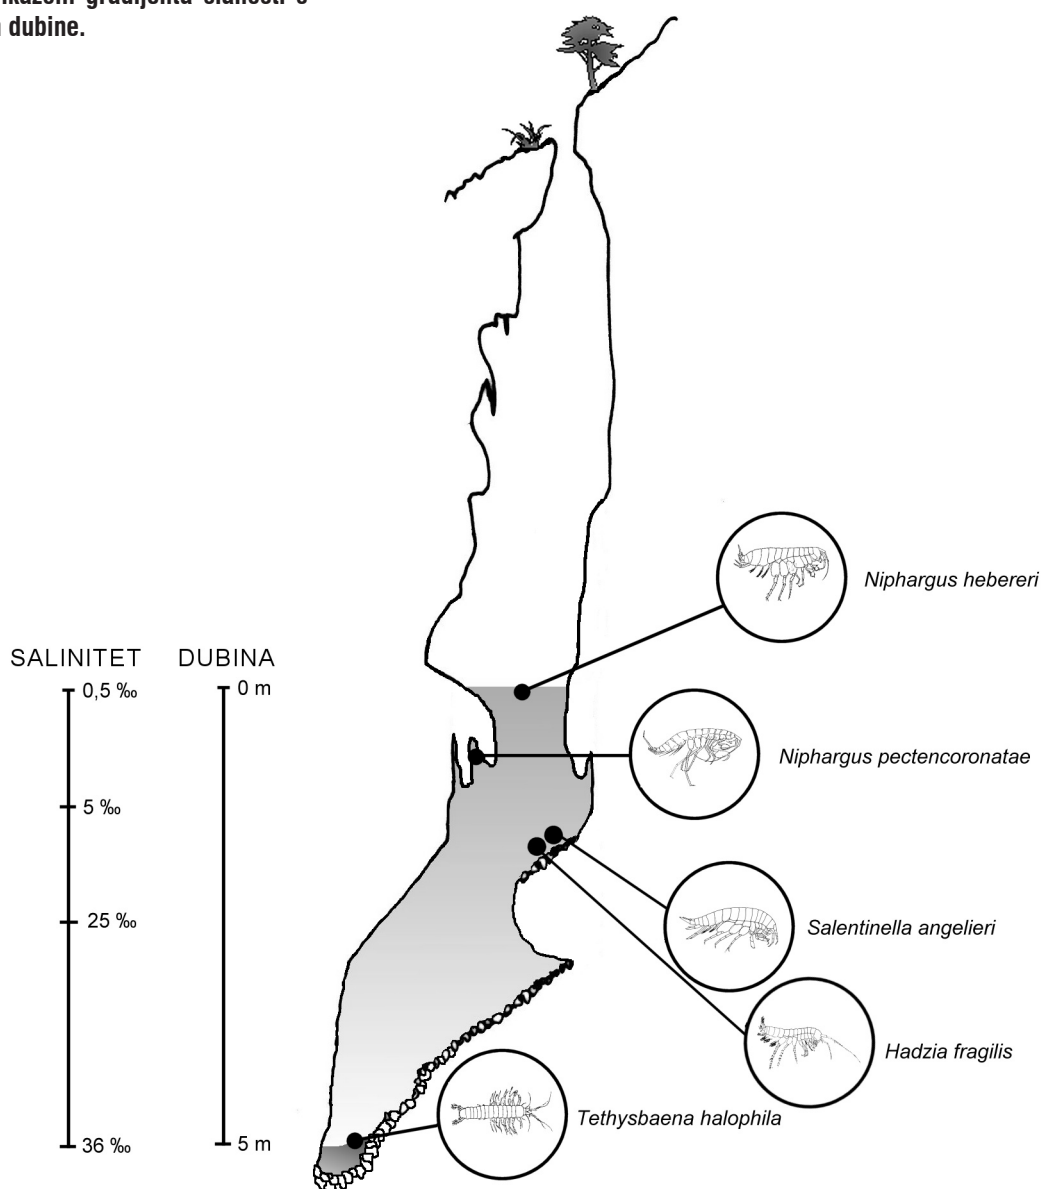 dubine.
SALINITET
DUBINA
0,5 ‰
0 m
5 ‰
25 ‰
36 ‰
5 m
Niphargus hebereri
Niphargus pectencoronatae
Salentinella angelieri
Hadzia fragilis
Tethysbaena halophila